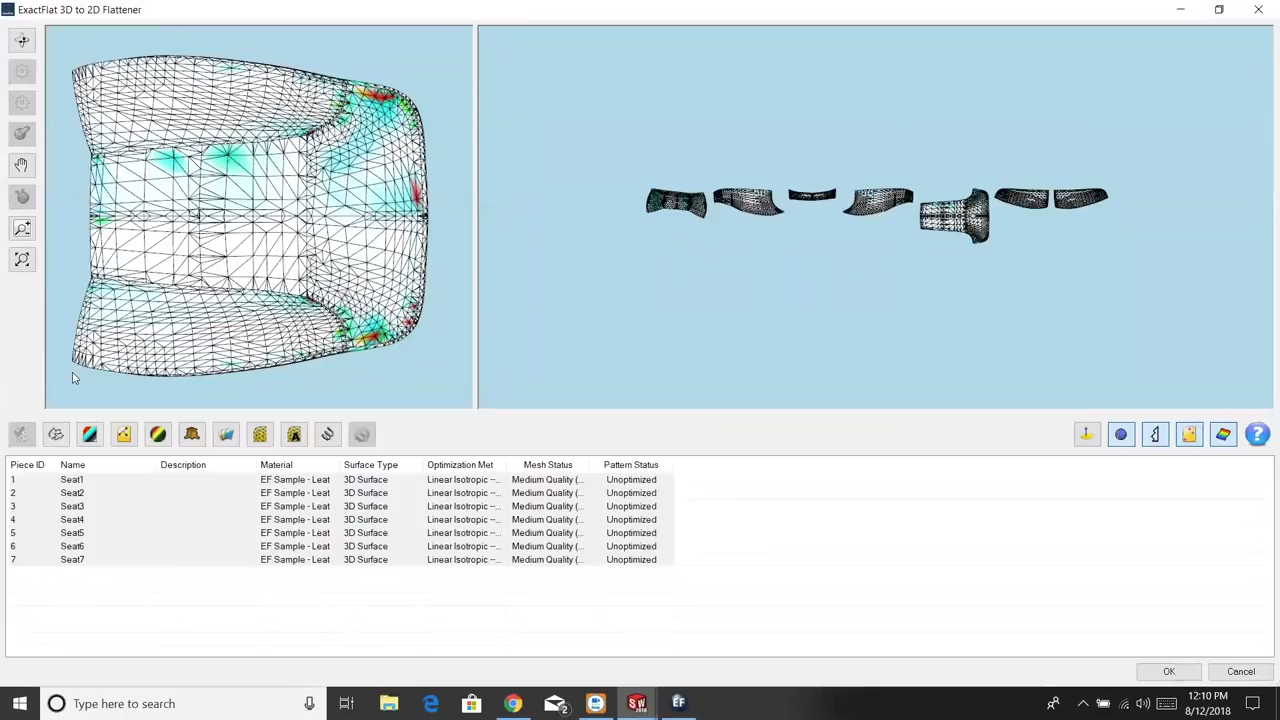 ExactFlat 3D to 2D Flattener
Piece ID Name Description Material Surface Type Optimization Met Mesh Status Pattern Status
1 Seat1 EF Sample - Leat 3D Surface Linear Isotropic --... Medium Quality (... Unoptimized
2 Seat2 EF Sample - Leat 3D Surface Linear Isotropic --... Medium Quality (... Unoptimized
3 Seat3 EF Sample - Leat 3D Surface Linear Isotropic --... Medium Quality (... Unoptimized
4 Seat4 EF Sample - Leat 3D Surface Linear Isotropic --... Medium Quality (... Unoptimized
5 Seat5 EF Sample - Leat 3D Surface Linear Isotropic --... Medium Quality (... Unoptimized
6 Seat6 EF Sample - Leat 3D Surface Linear Isotropic --... Medium Quality (... Unoptimized
7 Seat7 EF Sample - Leat 3D Surface Linear Isotropic --... Medium Quality (... Unoptimized
OK Cancel
Type here to search
2
SW
2018
EF
12:10 PM
8/12/2018